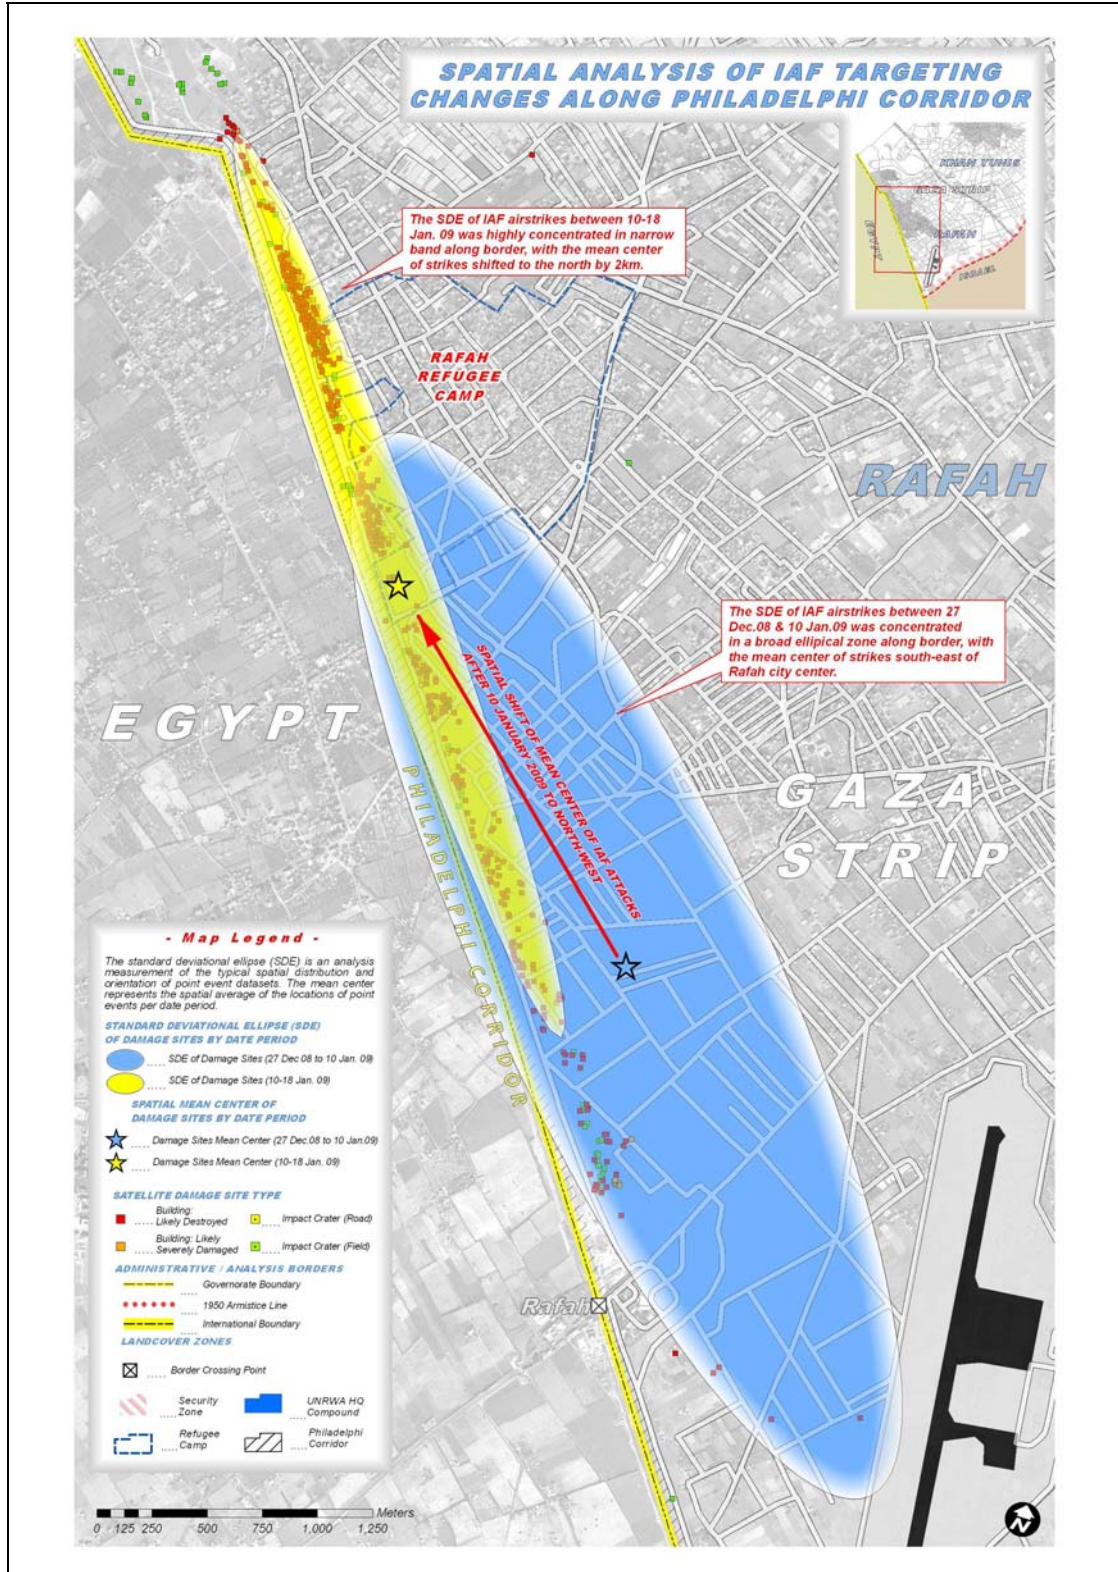 SPATIAL ANALYSIS OF IAF TARGETING
CHANGES ALONG PHILADELPHI CORRIDOR
KHAN YUNIS
GAZA STRIP
RAFAH
EGYPT
ISRAEL
The SDE of IAF airstrikes between 10-18
Jan. 09 was highly concentrated in narrow
band along border, with the mean center
of strikes shifted to the north by 2km.
RAFAH
REFUGEE
CAMP
RAFAH
The SDE of IAF airstrikes between 27
Dec.08 & 10 Jan.09 was concentrated
in a broad ellipical zone along border, with
the mean center of strikes south-east of
Rafah city center.
SPATIAL SHIFT OF MEAN CENTER OF IAF ATTACKS
AFTER 10 JANUARY 2009 TO NORTH-WEST
EGYPT
GAZA
STRIP
PHILADELPHI CORRIDOR
- Map Legend -
The standard deviational ellipse (SDE) is an analysis
measurement of the typical spatial distribution and
orientation of point event datasets. The mean center
represents the spatial average of the locations of point
events per date period.
STANDARD DEVIATIONAL ELLIPSE (SDE)
OF DAMAGE SITES BY DATE PERIOD
..... SDE of Damage Sites (27 Dec 08 to 10 Jan. 09)
..... SDE of Damage Sites (10-18 Jan. 09)
SPATIAL MEAN CENTER OF
DAMAGE SITES BY DATE PERIOD
..... Damage Sites Mean Center (27 Dec.08 to 10 Jan.09)
..... Damage Sites Mean Center (10-18 Jan. 09)
SATELLITE DAMAGE SITE TYPE
Building:
..... Likely Destroyed
..... Impact Crater (Road)
Building: Likely
..... Severely Damaged
..... Impact Crater (Field)
ADMINISTRATIVE / ANALYSIS BORDERS
..... Governorate Boundary
..... 1950 Armistice Line
..... International Boundary
LANDCOVER ZONES
..... Border Crossing Point
..... Security
Zone
..... UNRWA HQ
Compound
..... Refugee
Camp
..... Philadelphi
Corridor
Rafah
Meters
0 125 250 500 750 1,000 1,250
N